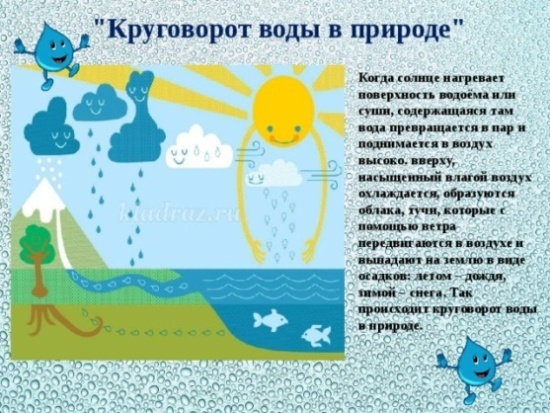 "Круговорот воды в природе"
Когда солнце нагревает
поверхность водоёма или
суши, содержащаяся там
вода превращается в пар и
поднимается в воздух
высоко. вверху,
насыщенный влагой воздух
охлаждается, образуются
облака, тучи, которые с
помощью ветра
передвигаются в воздухе и
выпадают на землю в виде
осадков: летом – дождя,
зимой – снега. Так
происходит круговорот воды
в природе.